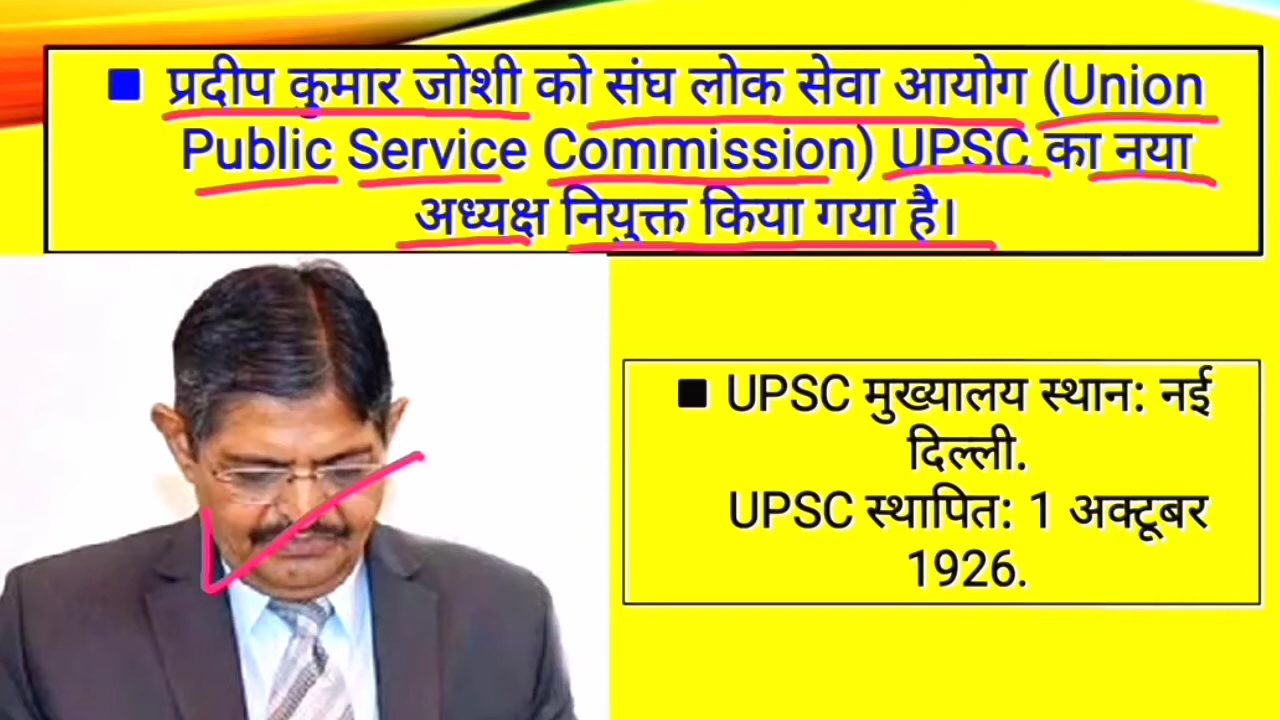 ■ प्रदीप कुमार जोशी को संघ लोक सेवा आयोग (Union
Public Service Commission) UPSC का नया
अध्यक्ष नियुक्त किया गया है।
■ UPSC मुख्यालय स्थान: नई
दिल्ली.
UPSC स्थापित: 1 अक्टूबर
1926.